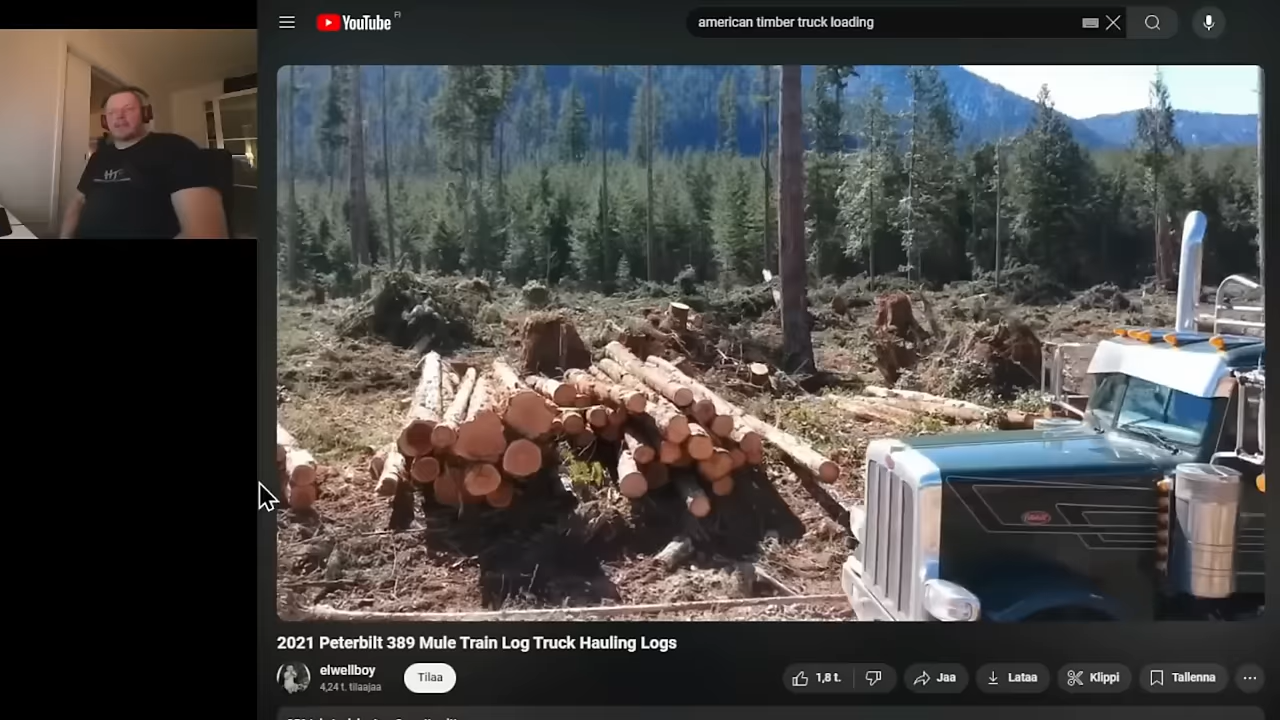 YouTube FI
american timber truck loading
HTG
2021 Peterbilt 389 Mule Train Log Truck Hauling Logs
elwellboy
4,24 t. tilaajaa
Tilaa
1,8 t.
Jaa
Lataa
Klippi
Tallenna